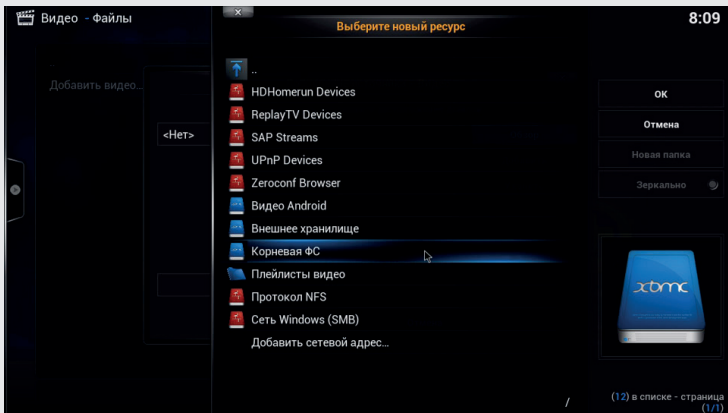 Видео - Файлы
Выберите новый ресурс
8:09
Добавить видео...
<Нет>
..
HDHomerun Devices
ReplayTV Devices
SAP Streams
UPnP Devices
Zeroconf Browser
Видео Android
Внешнее хранилище
Корневая ФС
Плейлисты видео
Протокол NFS
Сеть Windows (SMB)
Добавить сетевой адрес...
/
ОК
Отмена
Новая папка
Зеркально
xbmc
(12) в списке - страница
(1/1)